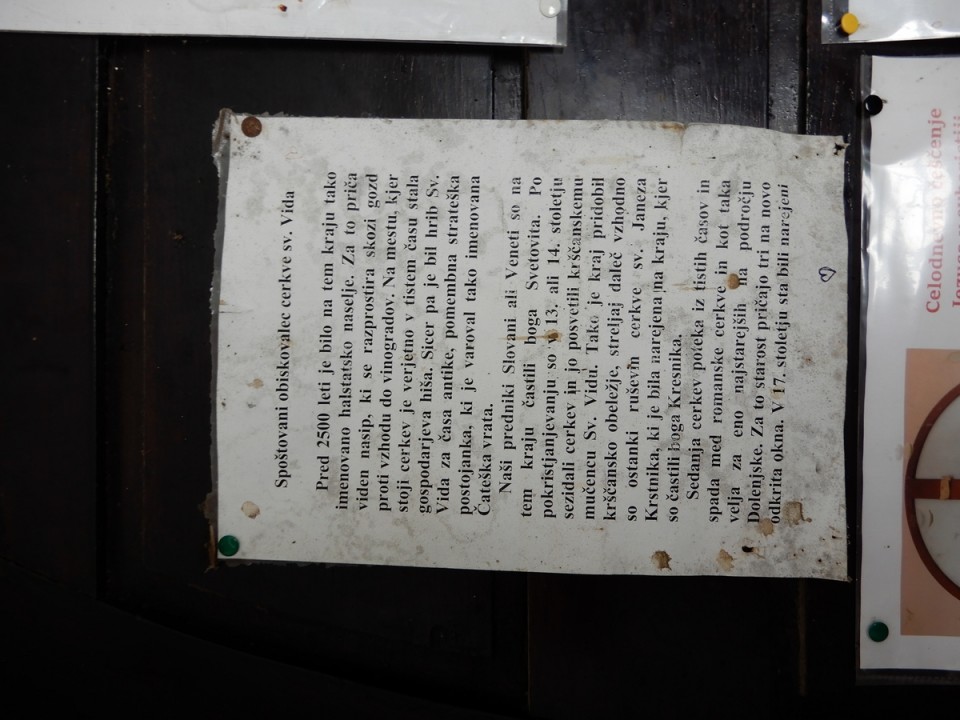 Spoštovani obiskovalec cerkve sv. Vida
Pred 2500 leti je bilo na tem kraju tako
imenovano halštatsko naselje. Za to priča
viden nasip, ki se razprostira skozi gozd
proti vzhodu do vinogradov. Na mestu, kjer
stoji cerkev je verjetno v tistem času stala
gospodarjeva hiša. Sicer pa je bil hrib Sv.
Vida za časa antike, pomembna strateška
postojanka, ki je varoval tako imenovana
Čateška vrata.
Naši predniki Slovani ali Veneti so na
tem kraju častili boga Svetovita. Po
pokristjanjevanju so v 13. ali 14. stoletju
sezidali cerkev in jo posvetili krščanskemu
mučencu Sv. Vidu. Tako je kraj pridobil
krščansko obeležje, streljaj daleč vzhodno
so ostanki ruševin cerkve sv. Janeza
Krstnika, ki je bila narejena na kraju, kjer
so častili boga Kresnika.
Sedanja cerkev poteka iz tistih časov in
spada med romanske cerkve in kot taka
velja za eno najstarejših na področju
Dolenjske. Za to starost pričajo tri na novo
odkrita okna. V 17. stoletju sta bili narejeni
Celodnevno češčenje